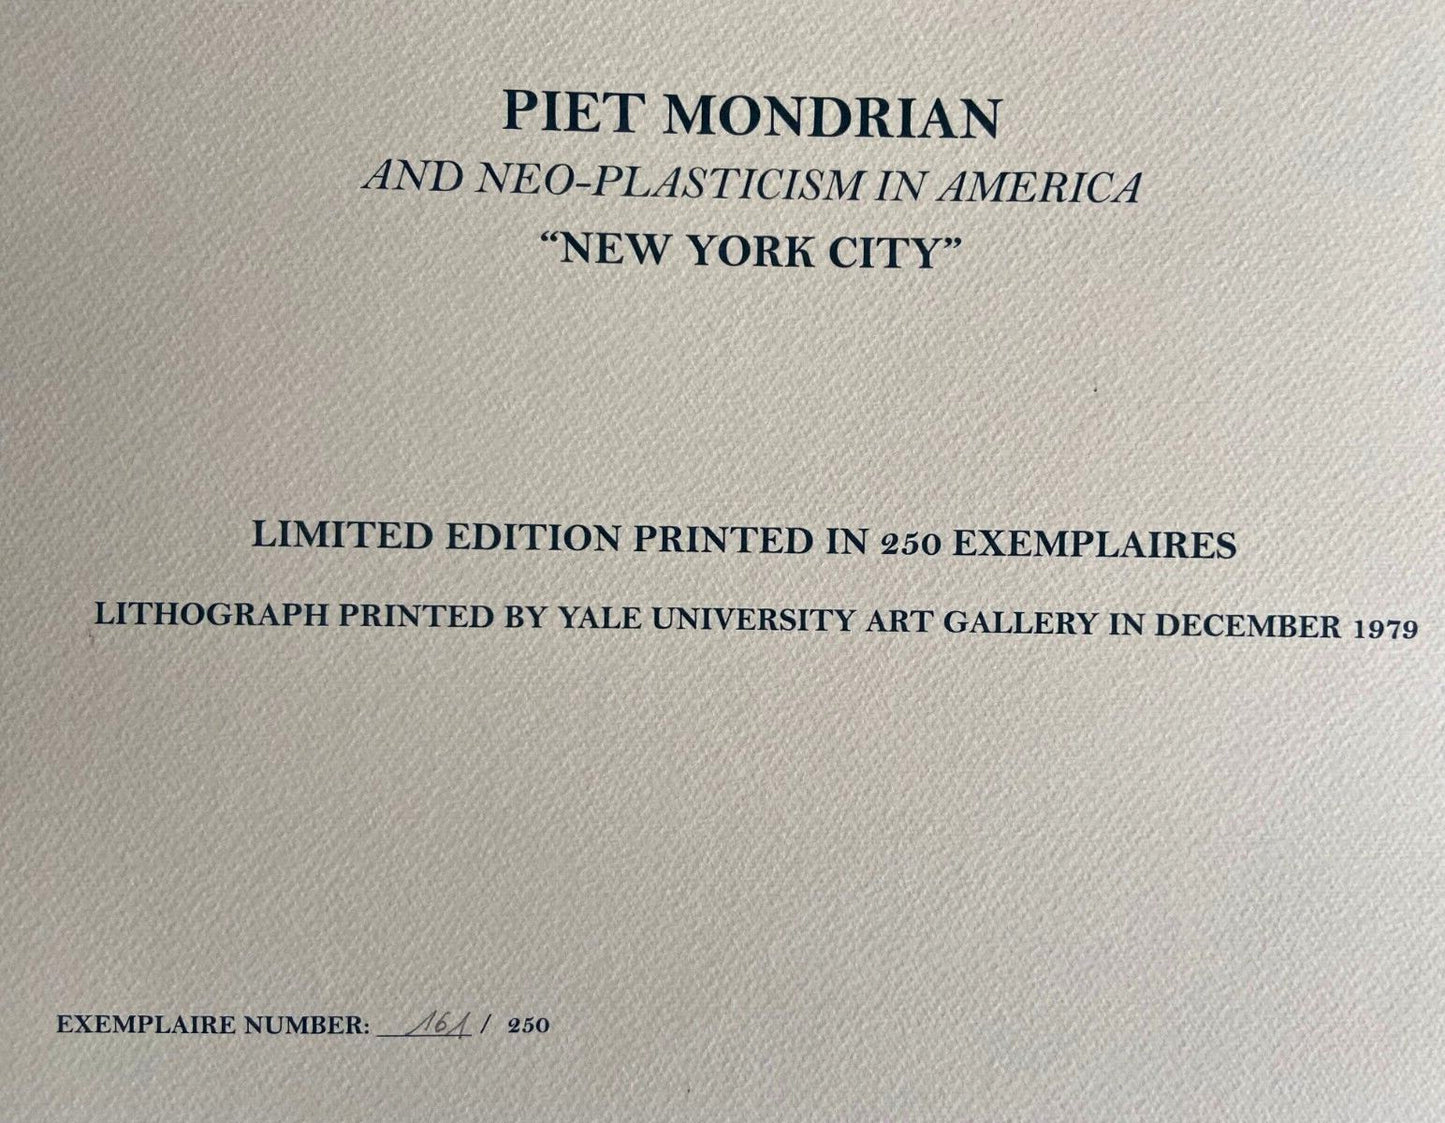 PIET MONDRIAN
AND NEO-PLASTICISM IN AMERICA
“NEW YORK CITY”
LIMITED EDITION PRINTED IN 250 EXEMPLAIRES
LITHOGRAPH PRINTED BY YALE UNIVERSITY ART GALLERY IN DECEMBER 1979
EXEMPLAIRE NUMBER: 161 / 250